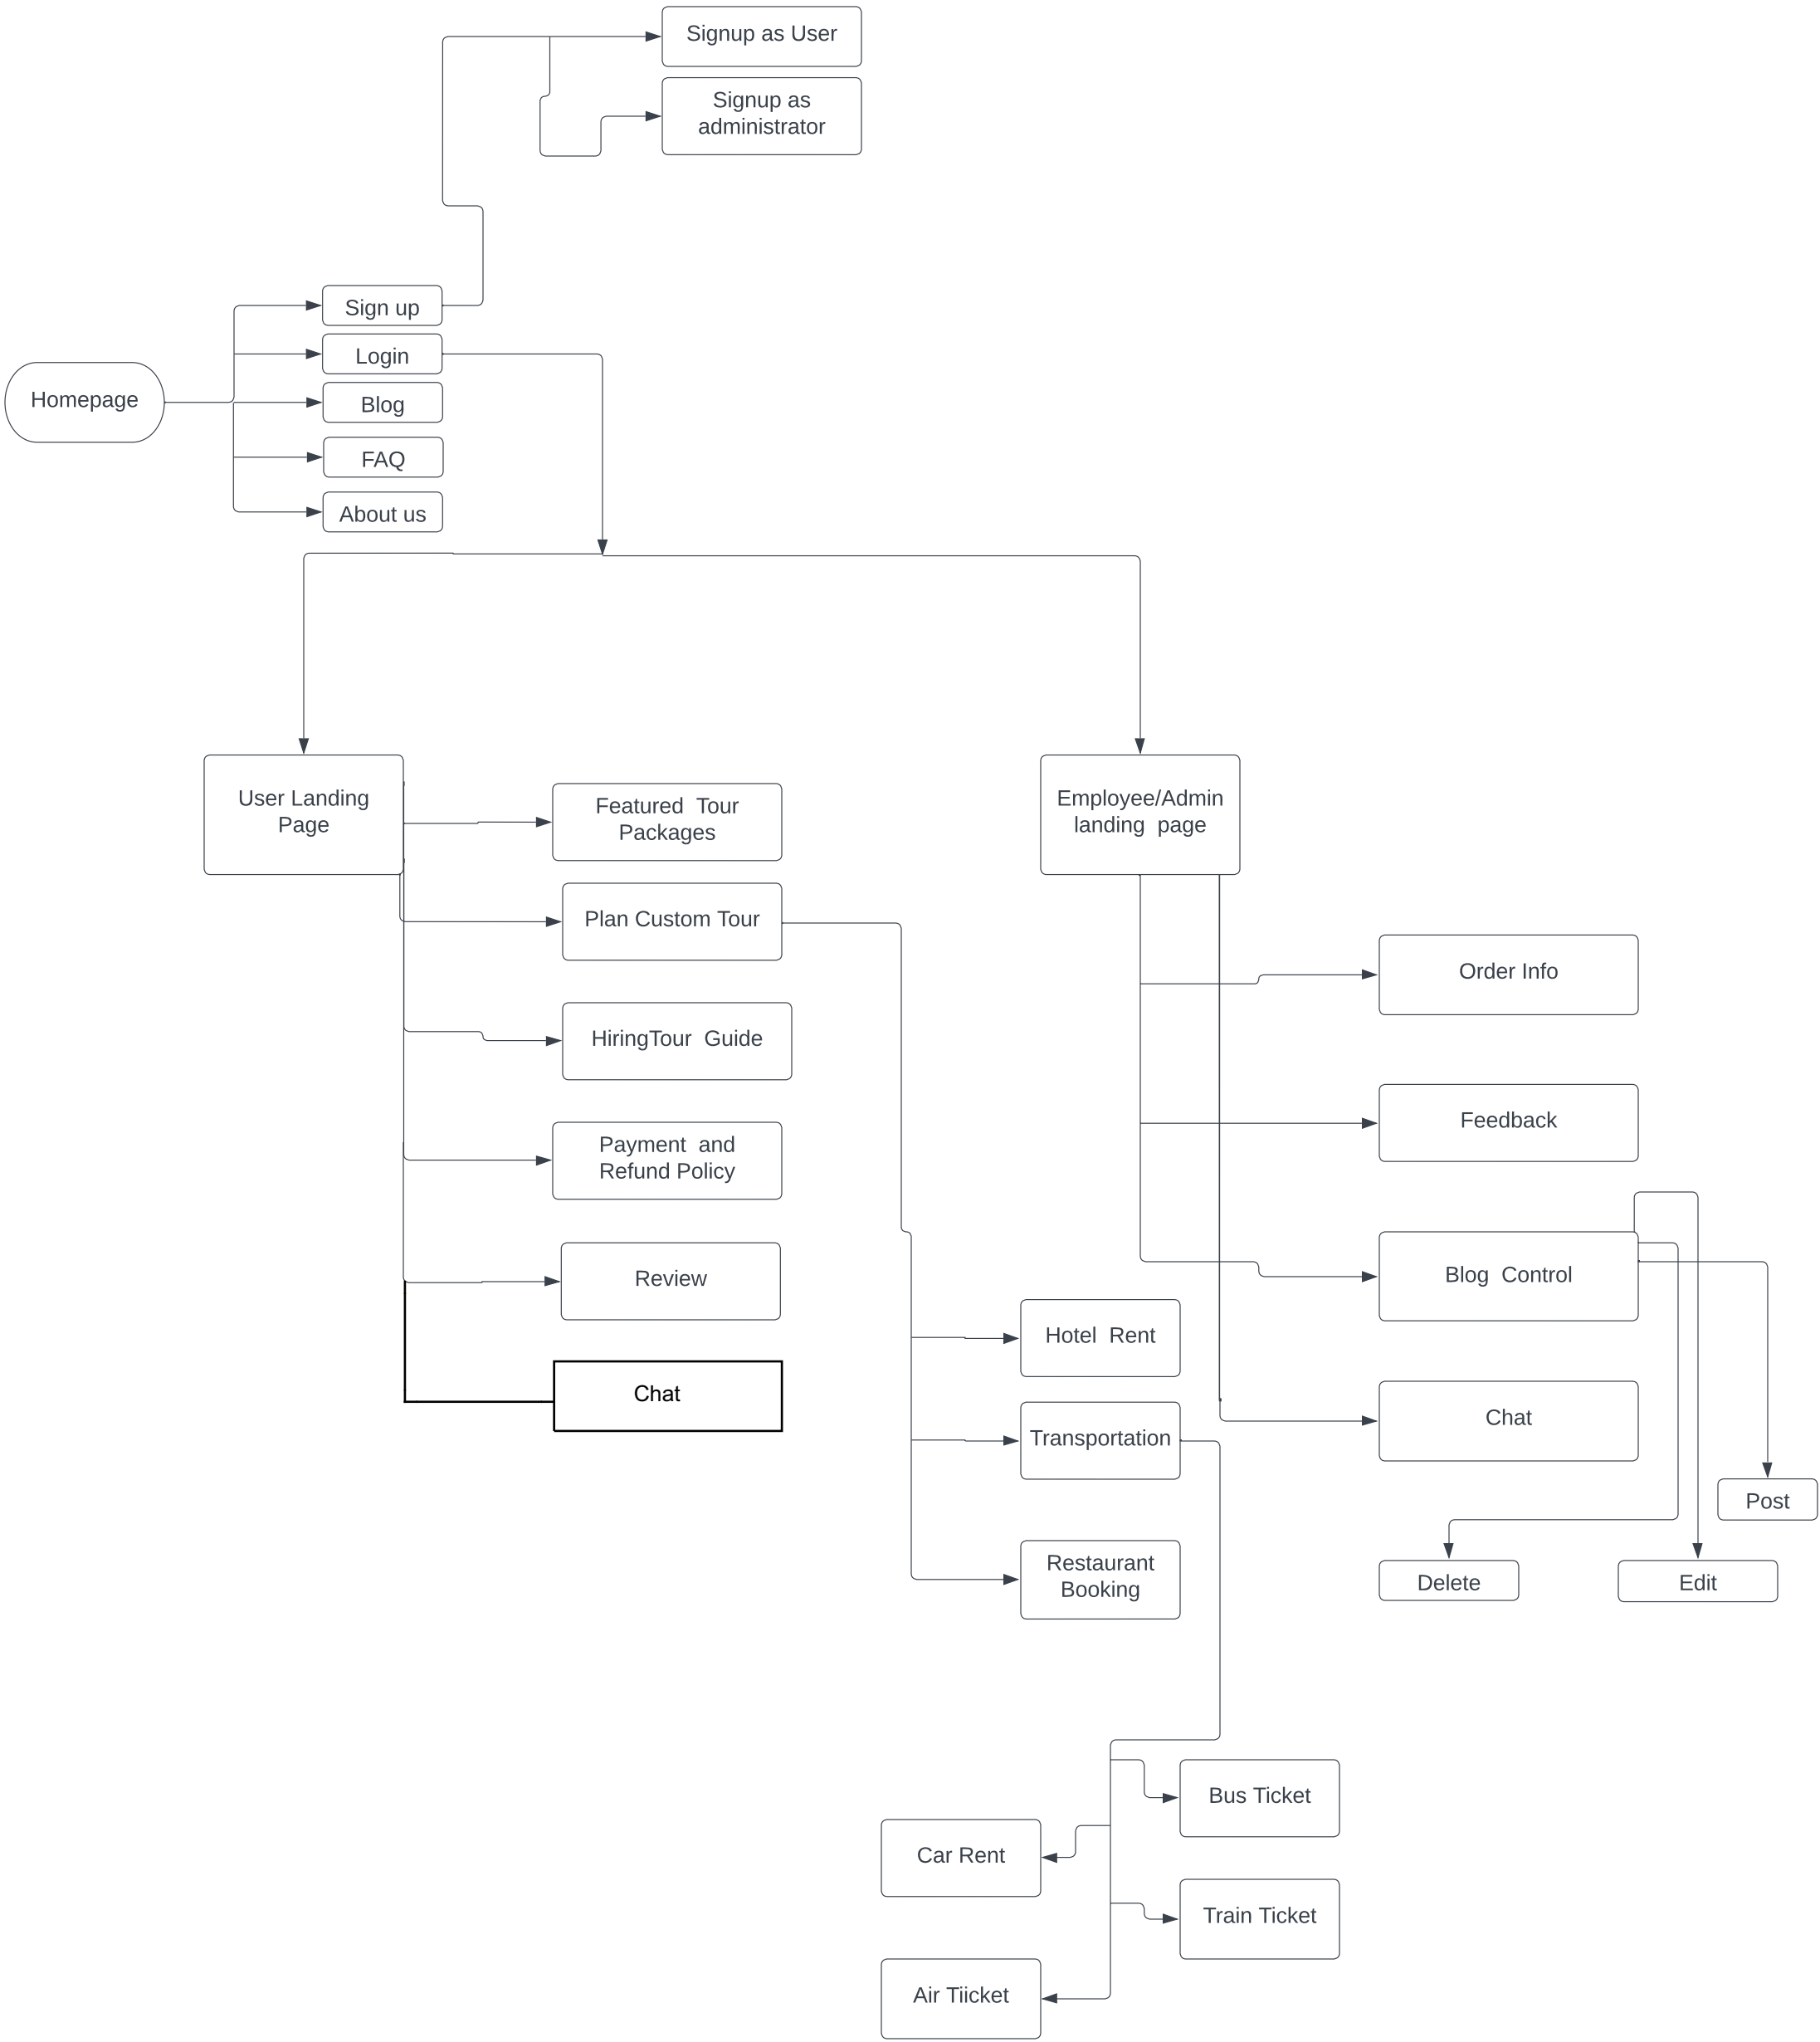 Signup as User
Signup as
administrator
Sign up
Login
Homepage
Blog
FAQ
About us
User Landing
Page
Featured  Tour
Packages
Plan Custom Tour
HiringTour  Guide
Payment  and
Refund Policy
Review
Chat
Employee/Admin
landing  page
Order Info
Feedback
Blog  Control
Chat
Hotel  Rent
Transportation
Restaurant
Booking
Post
Delete
Edit
Bus Ticket
Car Rent
Train Ticket
Air Tiicket